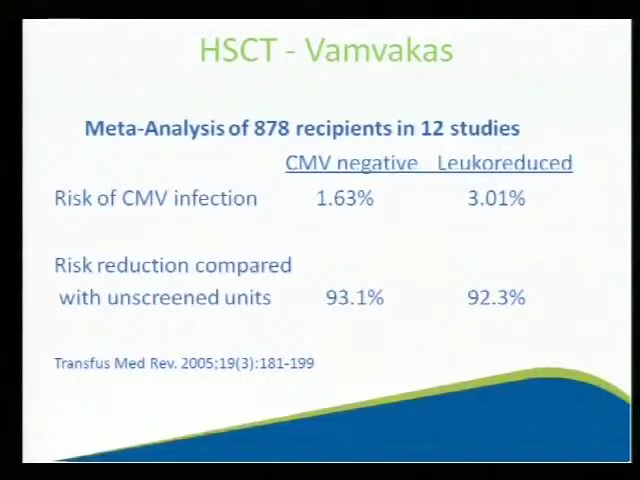 HSCT - Vamvakas
Meta-Analysis of 878 recipients in 12 studies
CMV negative Leukoreduced
Risk of CMV infection 1.63% 3.01%
Risk reduction compared
with unscreened units 93.1% 92.3%
Transfus Med Rev. 2005;19(3):181-199